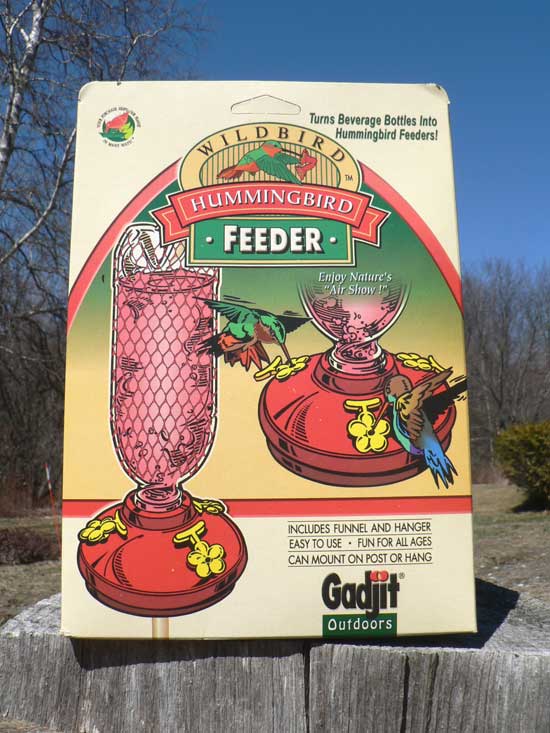 Turns Beverage Bottles Into
Hummingbird Feeders!
WILDBIRD
TM
HUMMINGBIRD
· FEEDER ·
Enjoy Nature's
"Air Show!"
INCLUDES FUNNEL AND HANGER
EASY TO USE • FUN FOR ALL AGES
CAN MOUNT ON POST OR HANG
Gadjit®
Outdoors